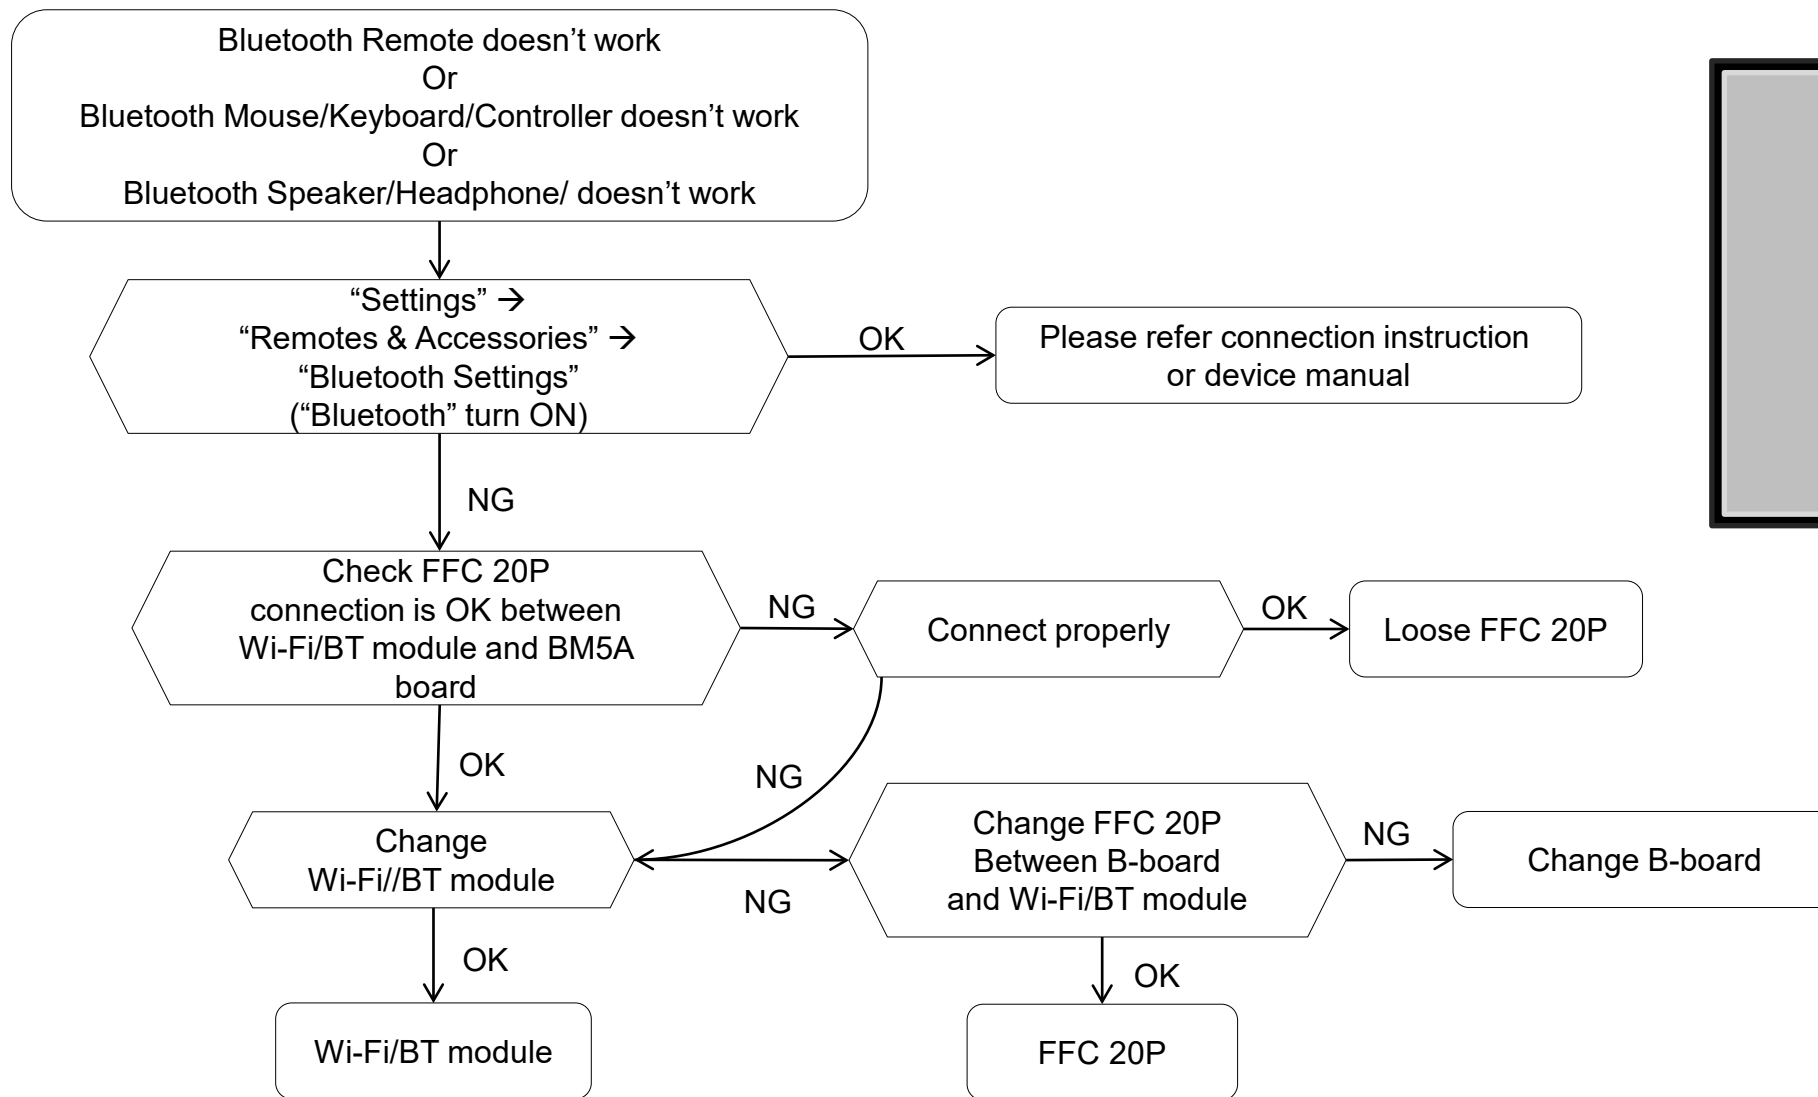 Bluetooth Remote doesn’t work
Or
Bluetooth Mouse/Keyboard/Controller doesn’t work
Or
Bluetooth Speaker/Headphone/ doesn’t work
“Settings” →
“Remotes & Accessories” →
“Bluetooth Settings”
(“Bluetooth” turn ON)
OK
Please refer connection instruction
or device manual
NG
Check FFC 20P
connection is OK between
Wi-Fi/BT module and BM5A
board
NG
Connect properly
OK
Loose FFC 20P
OK
NG
Change
Wi-Fi//BT module
NG
Change FFC 20P
Between B-board
and Wi-Fi/BT module
NG
Change B-board
OK
Wi-Fi/BT module
OK
FFC 20P